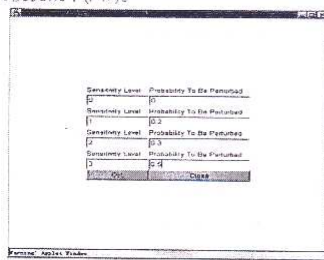 Sensitivity Level Probability To Be Perturbed
0 0
Sensitivity Level Probability To Be Perturbed
1 0.2
Sensitivity Level Probability To Be Perturbed
2 0.3
Sensitivity Level Probability To Be Perturbed
3 0.5
Close
Warning: Applet Window